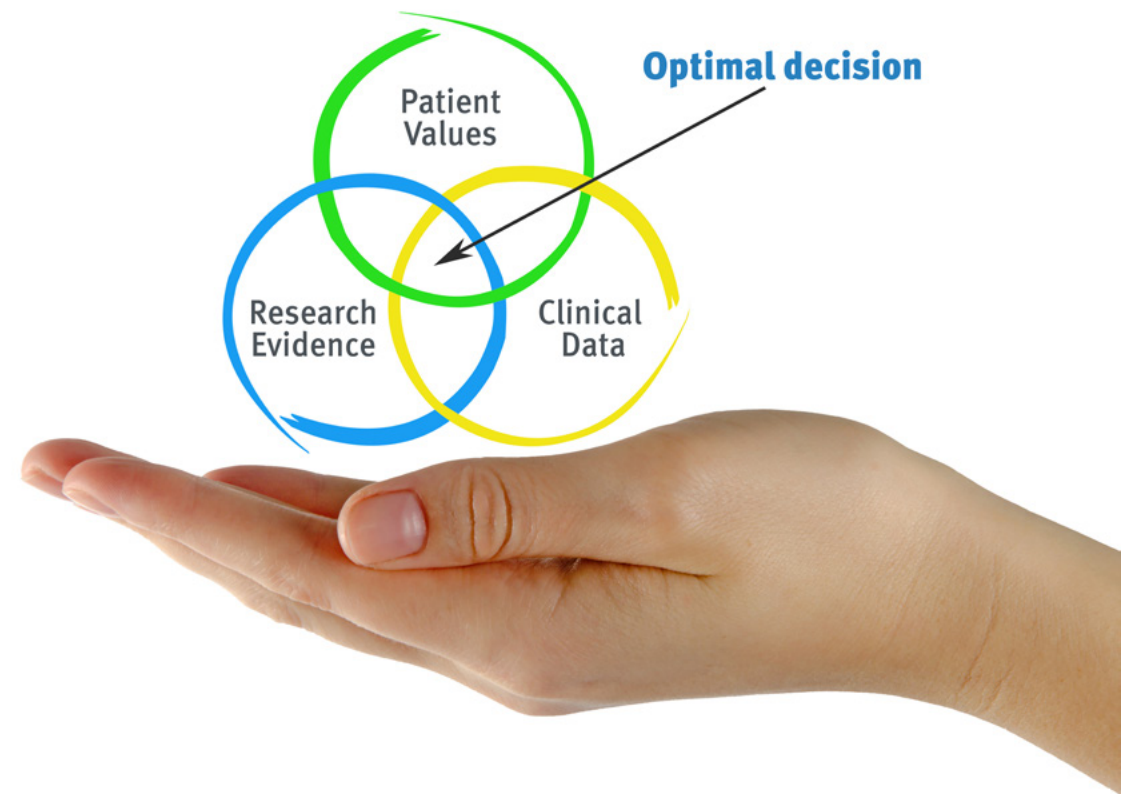 Optimal decision
Patient
Values
Research
Evidence
Clinical
Data